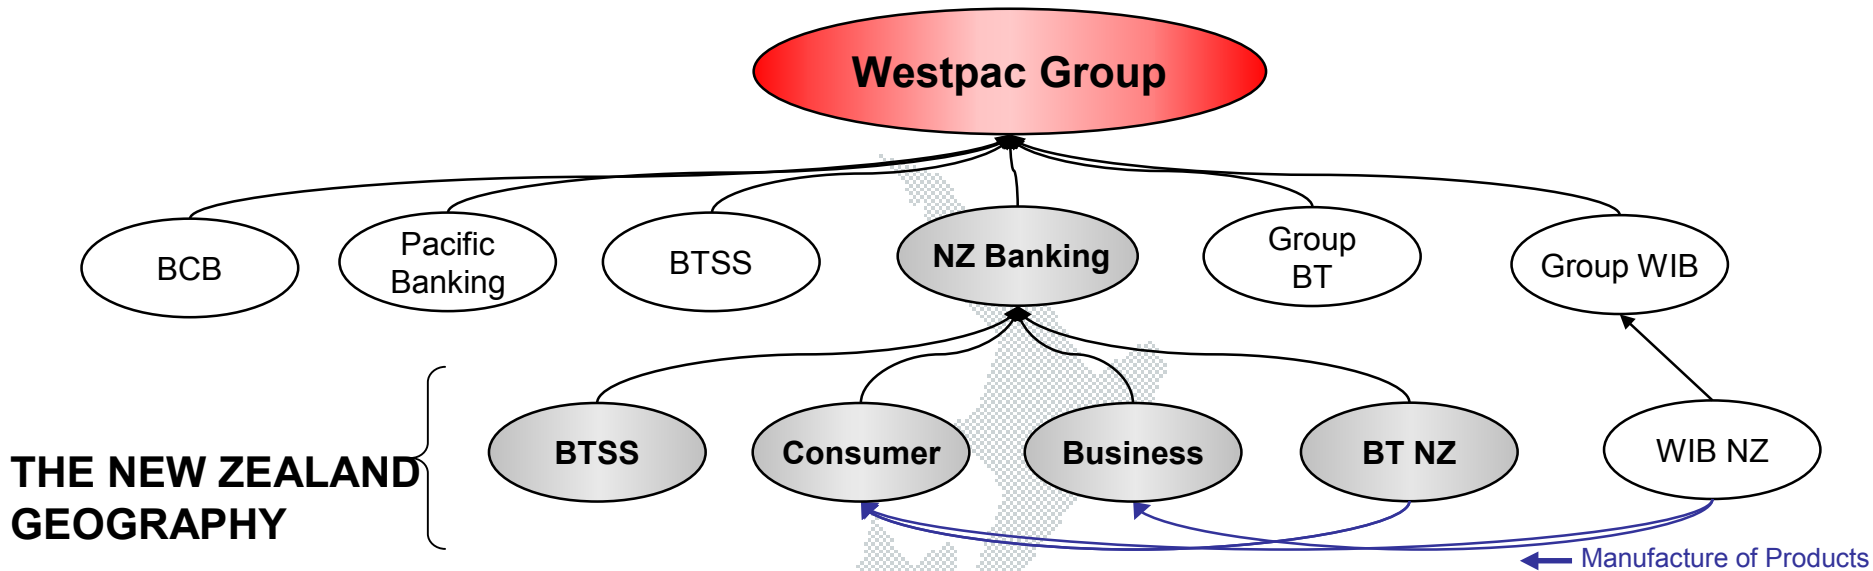 Westpac Group
BCB
Pacific
Banking
BTSS
NZ Banking
Group
BT
Group WIB
THE NEW ZEALAND
GEOGRAPHY
BTSS
Consumer
Business
BT NZ
WIB NZ
Manufacture of Products